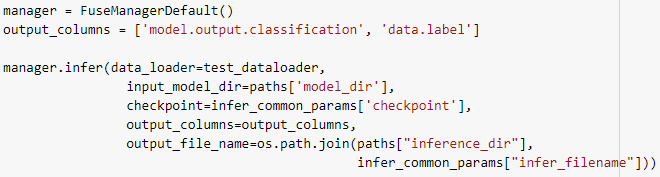 manager = FuseManagerDefault()
output_columns = ['model.output.classification', 'data.label']
manager.infer(data_loader=test_dataloader,
input_model_dir=paths['model_dir'],
checkpoint=infer_common_params['checkpoint'],
output_columns=output_columns,
output_file_name=os.path.join(paths["inference_dir"],
infer_common_params["infer_filename"]))